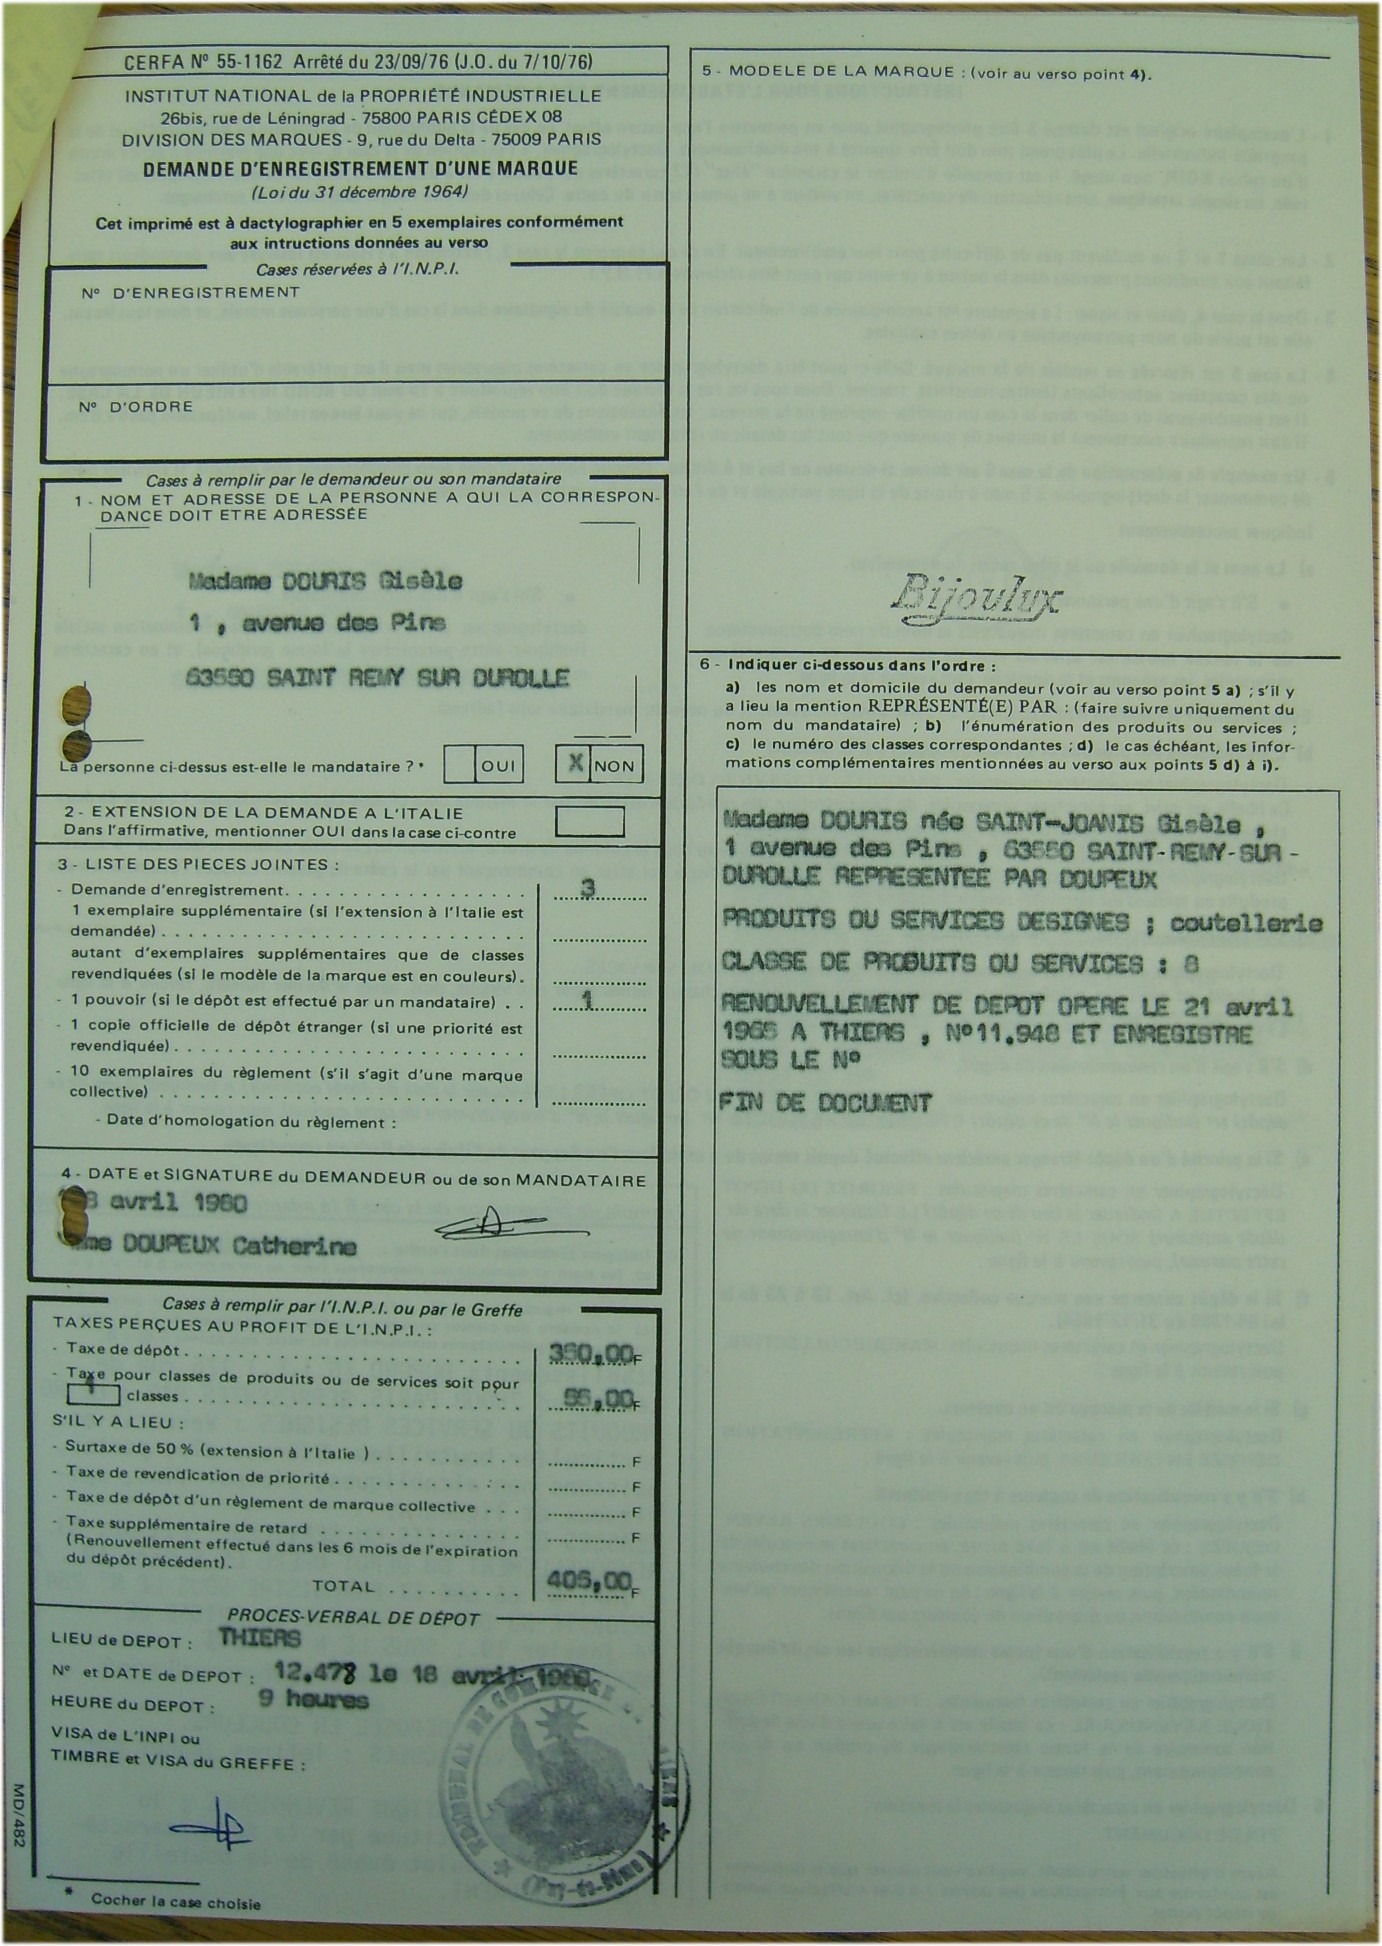 CERFA Nº 55-1162 Arrêté du 23/09/76 (J.O. du 7/10/76)
INSTITUT NATIONAL de la PROPRIÉTÉ INDUSTRIELLE
26bis, rue de Léningrad - 75800 PARIS CÉDEX 08
DIVISION DES MARQUES - 9, rue du Delta - 75009 PARIS
DEMANDE D'ENREGISTREMENT D'UNE MARQUE
(Loi du 31 décembre 1964)
Cet imprimé est à dactylographier en 5 exemplaires conformément
aux intructions données au verso
Cases réservées à l'I.N.P.I.
Nº D'ENREGISTREMENT
Nº D'ORDRE
Cases à remplir par le demandeur ou son mandataire
1 - NOM ET ADRESSE DE LA PERSONNE A QUI LA CORRESPON-
DANCE DOIT ETRE ADRESSÉE
Madame DOURIS Gisèle
1 , avenue des Pins
63550 SAINT REMY SUR DUROLLE
La personne ci-dessus est-elle le mandataire ? * OUI X NON
2 - EXTENSION DE LA DEMANDE A L'ITALIE
Dans l'affirmative, mentionner OUI dans la case ci-contre
3 - LISTE DES PIECES JOINTES :
- Demande d'enregistrement. . . . . . . . . . . . . . . . 3
1 exemplaire supplémentaire (si l'extension à l'Italie est
demandée) . . . . . . . . . . . . . . . . . . . . . . . .
autant d'exemplaires supplémentaires que de classes
revendiquées (si le modèle de la marque est en couleurs).
- 1 pouvoir (si le dépôt est effectué par un mandataire) . . 1
- 1 copie officielle de dépôt étranger (si une priorité est
revendiquée) . . . . . . . . . . . . . . . . . . . . . . .
- 10 exemplaires du règlement (s'il s'agit d'une marque
collective) . . . . . . . . . . . . . . . . . . . . . . . .
- Date d'homologation du règlement :
4 - DATE et SIGNATURE du DEMANDEUR ou de son MANDATAIRE
avril 1980
DOUPEUX Catherine
Cases à remplir par l'I.N.P.I. ou par le Greffe
TAXES PERÇUES AU PROFIT DE L'I.N.P.I. :
- Taxe de dépôt . . . . . . . . . . . . . . . . . . . . . 350,00 F
- Taxe pour classes de produits ou de services soit pour
1 classes . . . . . . . . . . . . . . . . . . . . . 55,00 F
S'IL Y A LIEU :
- Surtaxe de 50 % (extension à l'Italie ) . . . . . . . . . . F
- Taxe de revendication de priorité . . . . . . . . . . . . . F
- Taxe de dépôt d'un règlement de marque collective . . . F
- Taxe supplémentaire de retard . . . . . . . . . . . . . . F
(Renouvellement effectué dans les 6 mois de l'expiration
du dépôt précédent).
TOTAL . . . . . . . . . . 405,00 F
PROCES-VERBAL DE DÉPOT
LIEU de DEPOT : THIERS
Nº et DATE de DEPOT : 12.478 le 18 avril 1980
HEURE du DEPOT : 9 heures
VISA de L'INPI ou
TIMBRE et VISA du GREFFE :
TRIBUNAL DE COMMERCE THIERS
(Puy-de-Dôme)
MD/482
* Cocher la case choisie
5 - MODELE DE LA MARQUE : (voir au verso point 4).
Bijoulux
6 - Indiquer ci-dessous dans l'ordre :
a) les nom et domicile du demandeur (voir au verso point 5 a) ; s'il y
a lieu la mention REPRÉSENTÉ(E) PAR : (faire suivre uniquement du
nom du mandataire) ; b) l'énumération des produits ou services ;
c) le numéro des classes correspondantes ; d) le cas échéant, les infor-
mations complémentaires mentionnées au verso aux points 5 d) à i).
Madame DOURIS née SAINT-JOANIS Gisèle ,
1 avenue des Pins , 63550 SAINT-REMY-SUR -
DUROLLE REPRESENTEE PAR DOUPEUX
PRODUITS OU SERVICES DESIGNES ; coutellerie
CLASSE DE PRODUITS OU SERVICES : 8
RENOUVELLEMENT DE DEPOT OPERE LE 21 avril
1965 A THIERS , Nº11.948 ET ENREGISTRE
SOUS LE Nº
FIN DE DOCUMENT